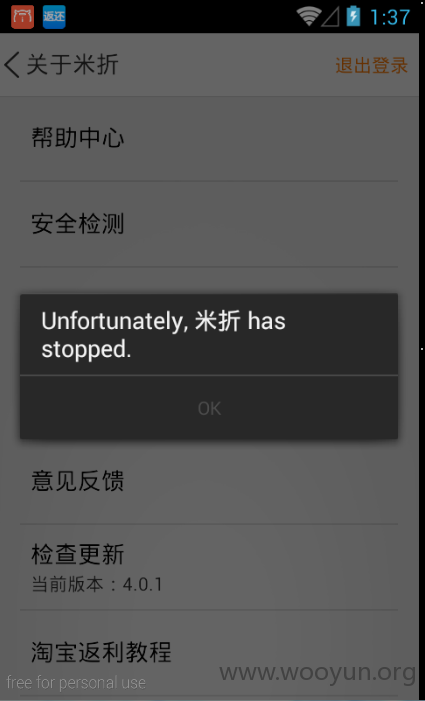 返还
1:37
关于米折
退出登录
帮助中心
安全检测
Unfortunately, 米折 has
stopped.
OK
意见反馈
检查更新
当前版本：4.0.1
淘宝返利教程
free for personal use
www.wooyun.org